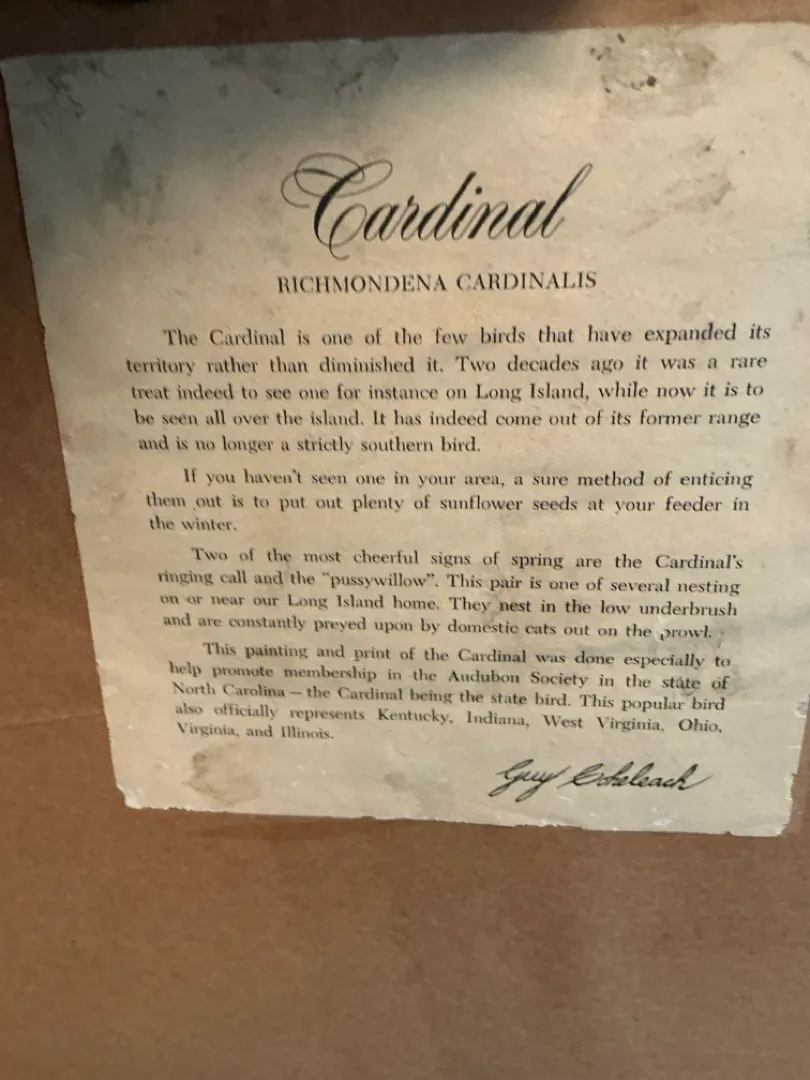 Cardinal
RICHMONDENA CARDINALIS
The Cardinal is one of the few birds that have expanded its
territory rather than diminished it. Two decades ago it was a rare
treat indeed to see one for instance on Long Island, while now it is to
be seen all over the island. It has indeed come out of its former range
and is no longer a strictly southern bird.
If you haven't seen one in your area, a sure method of enticing
them out is to put out plenty of sunflower seeds at your feeder in
the winter.
Two of the most cheerful signs of spring are the Cardinal's
ringing call and the "pussywillow". This pair is one of several nesting
on or near our Long Island home. They nest in the low underbrush
and are constantly preyed upon by domestic cats out on the prowl.
This painting and print of the Cardinal was done especially to
help promote membership in the Audubon Society in the state of
North Carolina — the Cardinal being the state bird. This popular bird
also officially represents Kentucky, Indiana, West Virginia, Ohio,
Virginia, and Illinois.
Guy Coheleach